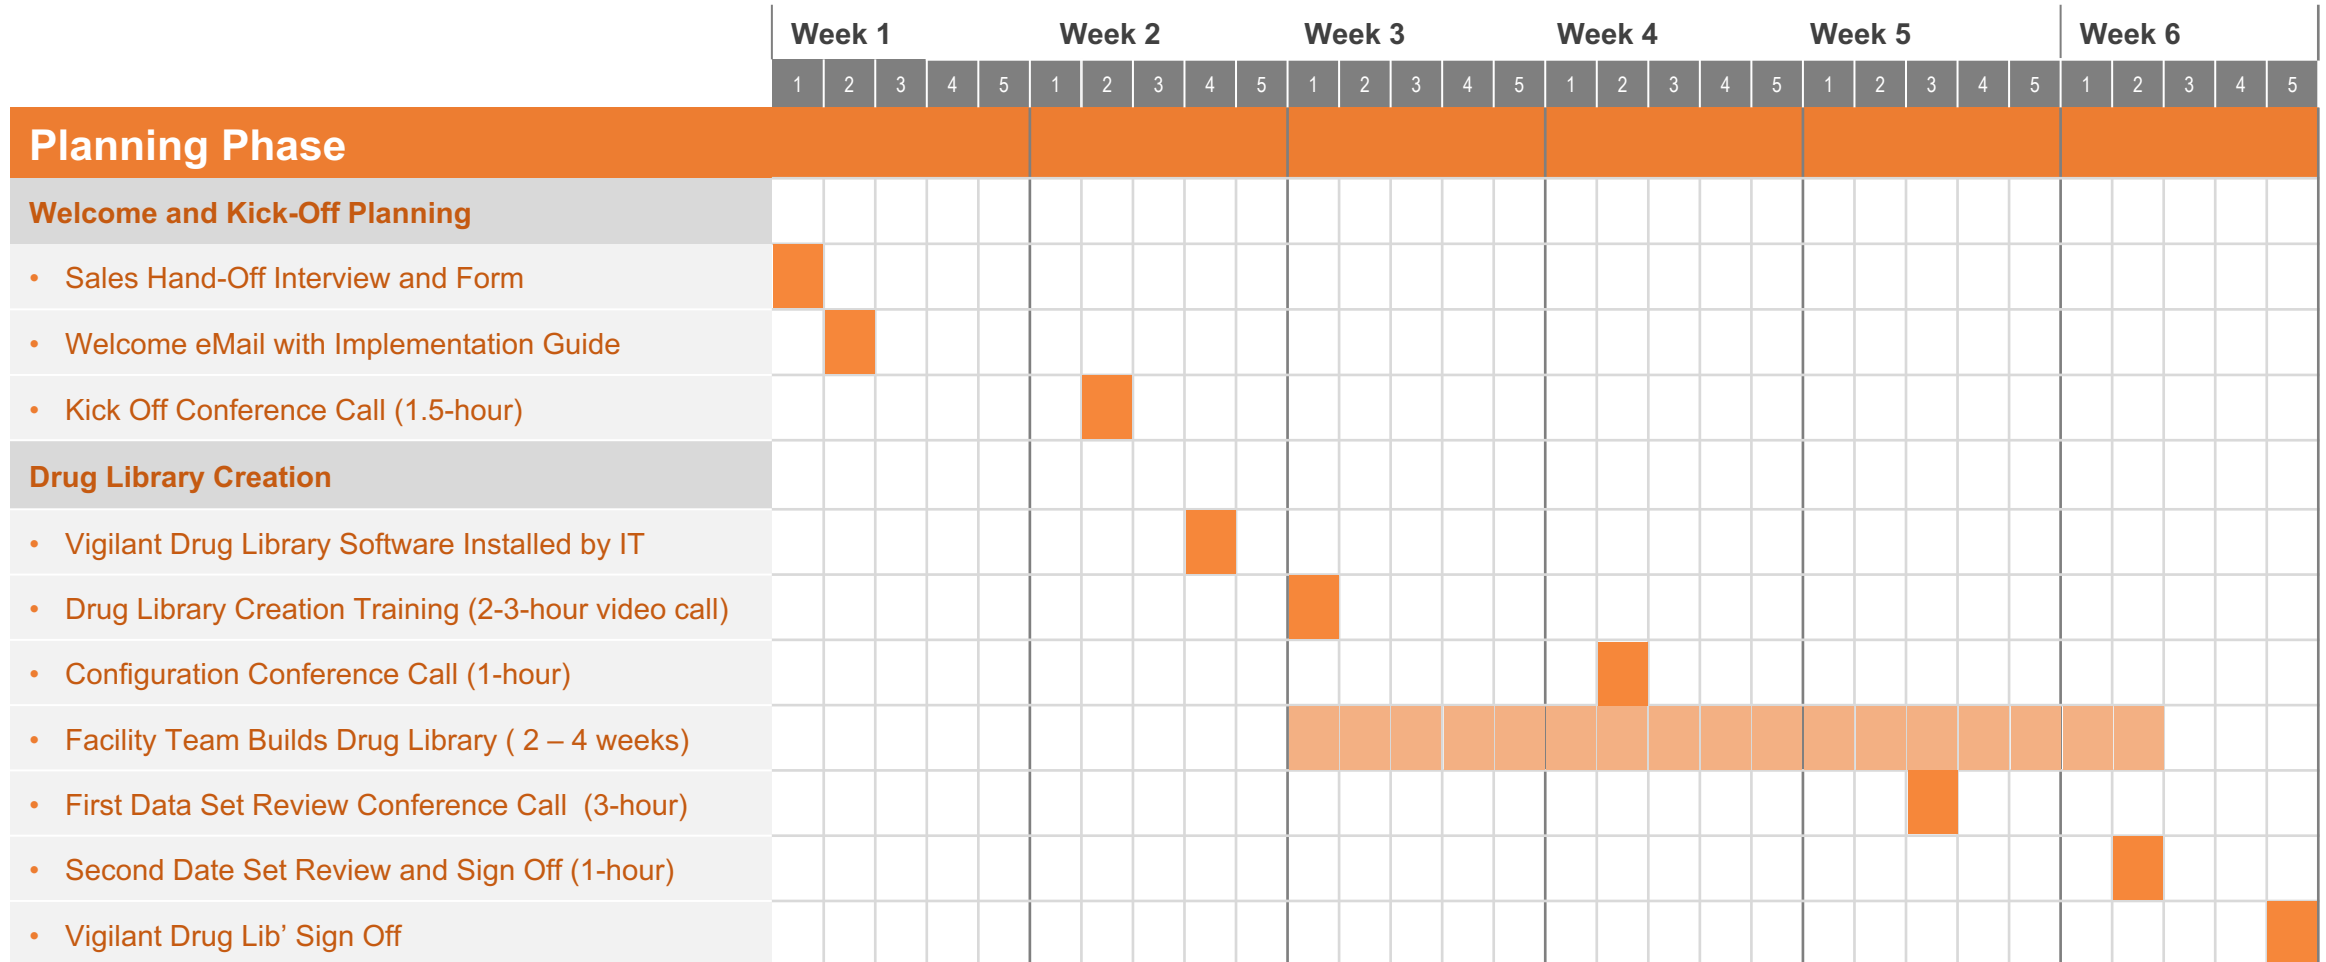 Week 1 Week 2 Week 3 Week 4 Week 5 Week 6
1 2 3 4 5 1 2 3 4 5 1 2 3 4 5 1 2 3 4 5 1 2 3 4 5 1 2 3 4 5
Planning Phase
Welcome and Kick-Off Planning
• Sales Hand-Off Interview and Form
• Welcome eMail with Implementation Guide
• Kick Off Conference Call (1.5-hour)
Drug Library Creation
• Vigilant Drug Library Software Installed by IT
• Drug Library Creation Training (2-3-hour video call)
• Configuration Conference Call (1-hour)
• Facility Team Builds Drug Library ( 2 – 4 weeks)
• First Data Set Review Conference Call (3-hour)
• Second Date Set Review and Sign Off (1-hour)
• Vigilant Drug Lib’ Sign Off